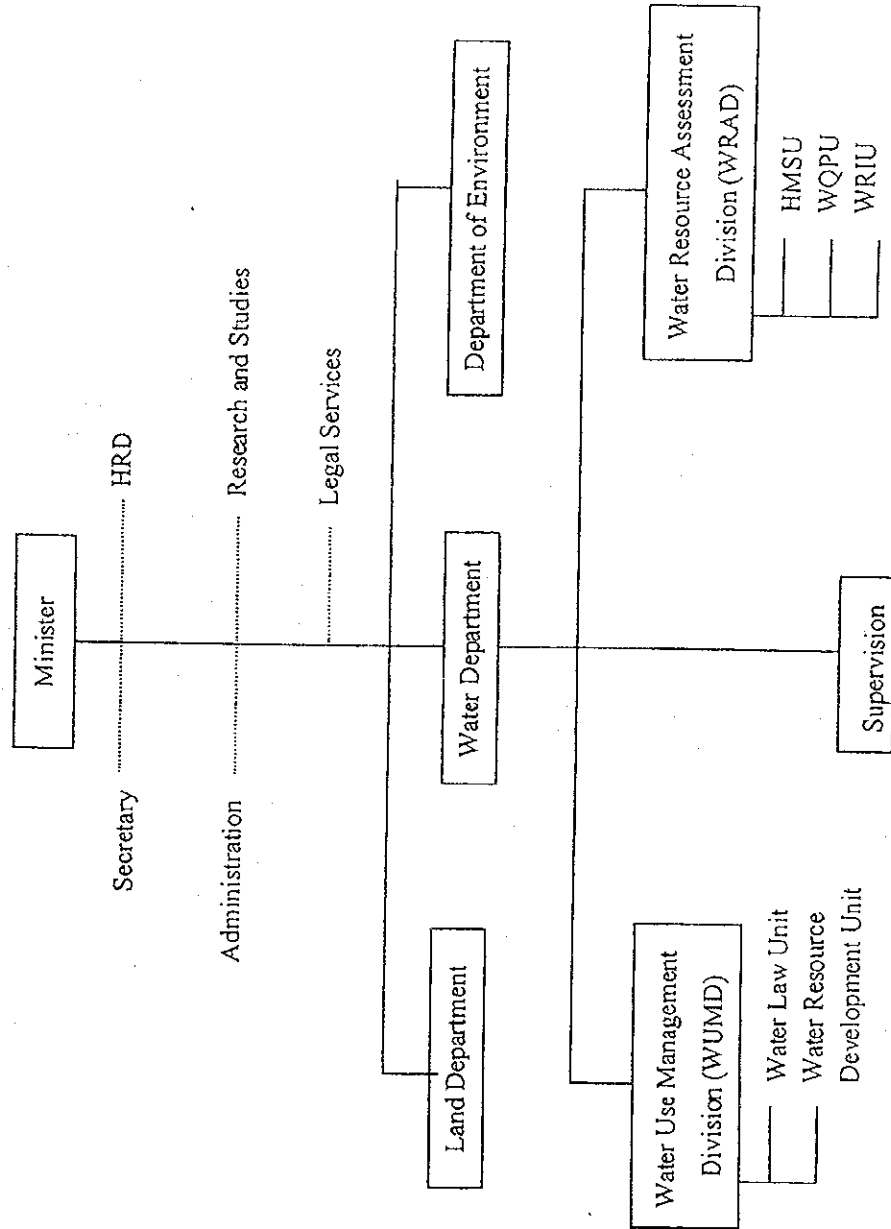 Minister
Secretary
HRD
Administration
Research and Studies
Legal Services
Land Department
Water Department
Department of Environment
Water Use Management
Division (WUMD)
Water Law Unit
Water Resource
Development Unit
Supervision
Water Resource Assessment
Division (WRAD)
HMSU
WQPU
WRIU